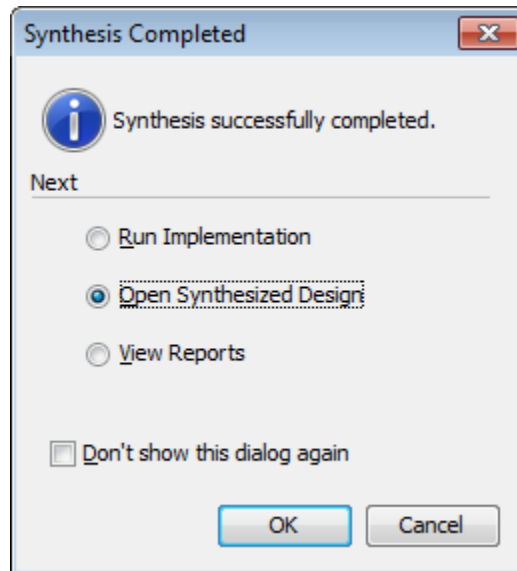 Synthesis Completed
Synthesis successfully completed.
Next
Run Implementation
Open Synthesized Design
View Reports
Don't show this dialog again
OK
Cancel